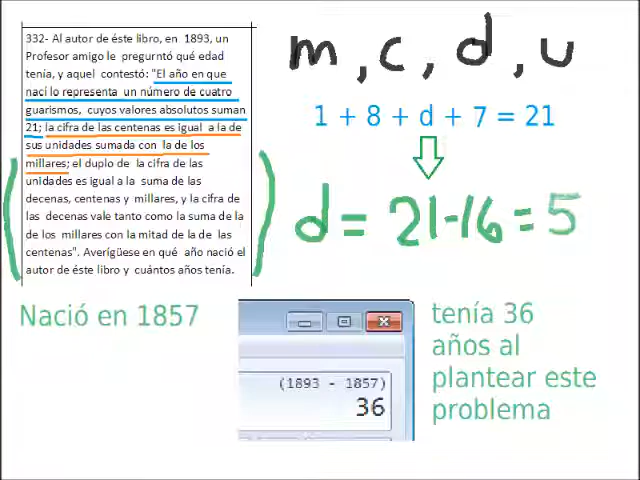 332- Al autor de éste libro, en 1893, un
Profesor amigo le pregurntó qué edad
tenía, y aquel contestó: "El año en que
nací lo representa un número de cuatro
guarismos, cuyos valores absolutos suman
21; la cifra de las centenas es igual a la de
sus unidades sumada con la de los
millares; el duplo de la cifra de las
unidades es igual a la suma de las
decenas, centenas y millares, y la cifra de
las decenas vale tanto como la suma de la
de los millares con la mitad de la de las
centenas". Averígüese en qué año nació el
autor de éste libro y cuántos años tenía.
m, c, d, u
1 + 8 + d + 7 = 21
d = 21-16 = 5
Nació en 1857
(1893 - 1857)
36
tenía 36
años al
plantear este
problema